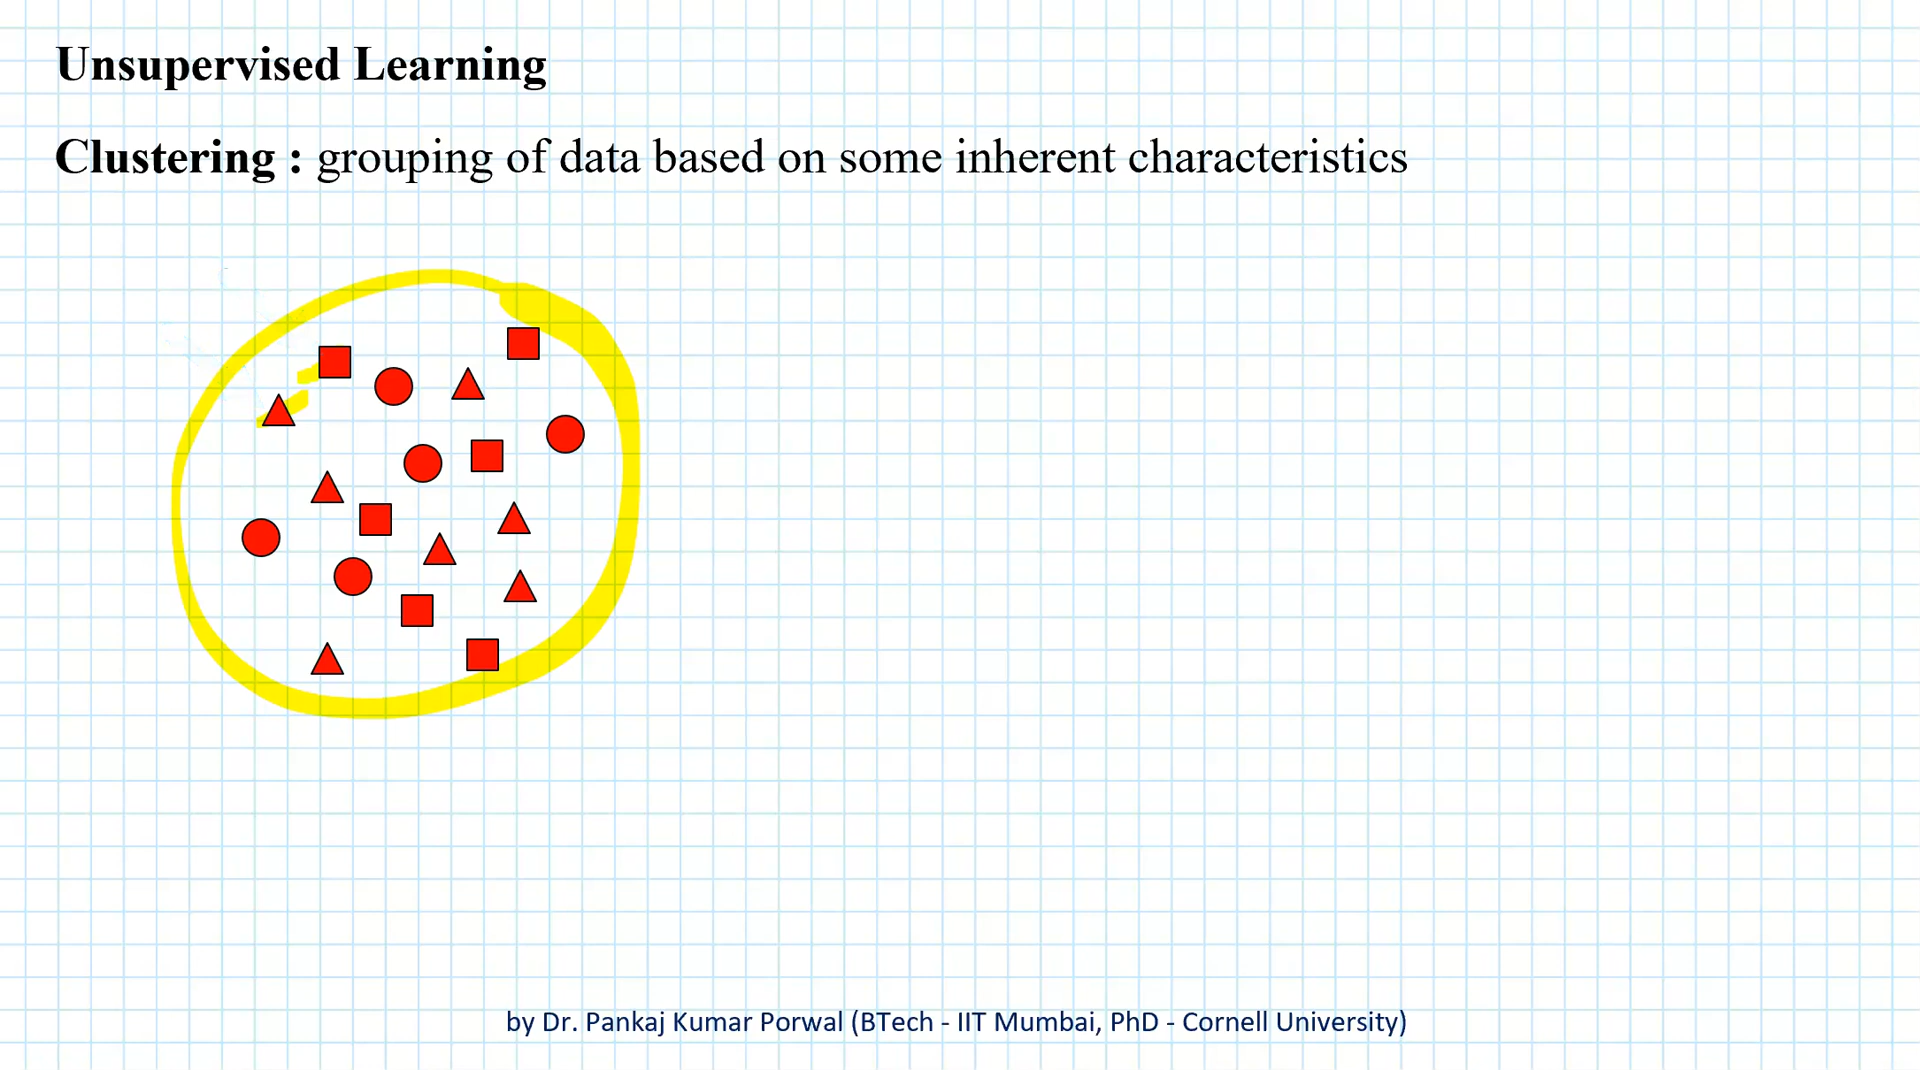 Unsupervised Learning
Clustering : grouping of data based on some inherent characteristics
by Dr. Pankaj Kumar Porwal (BTech - IIT Mumbai, PhD - Cornell University)